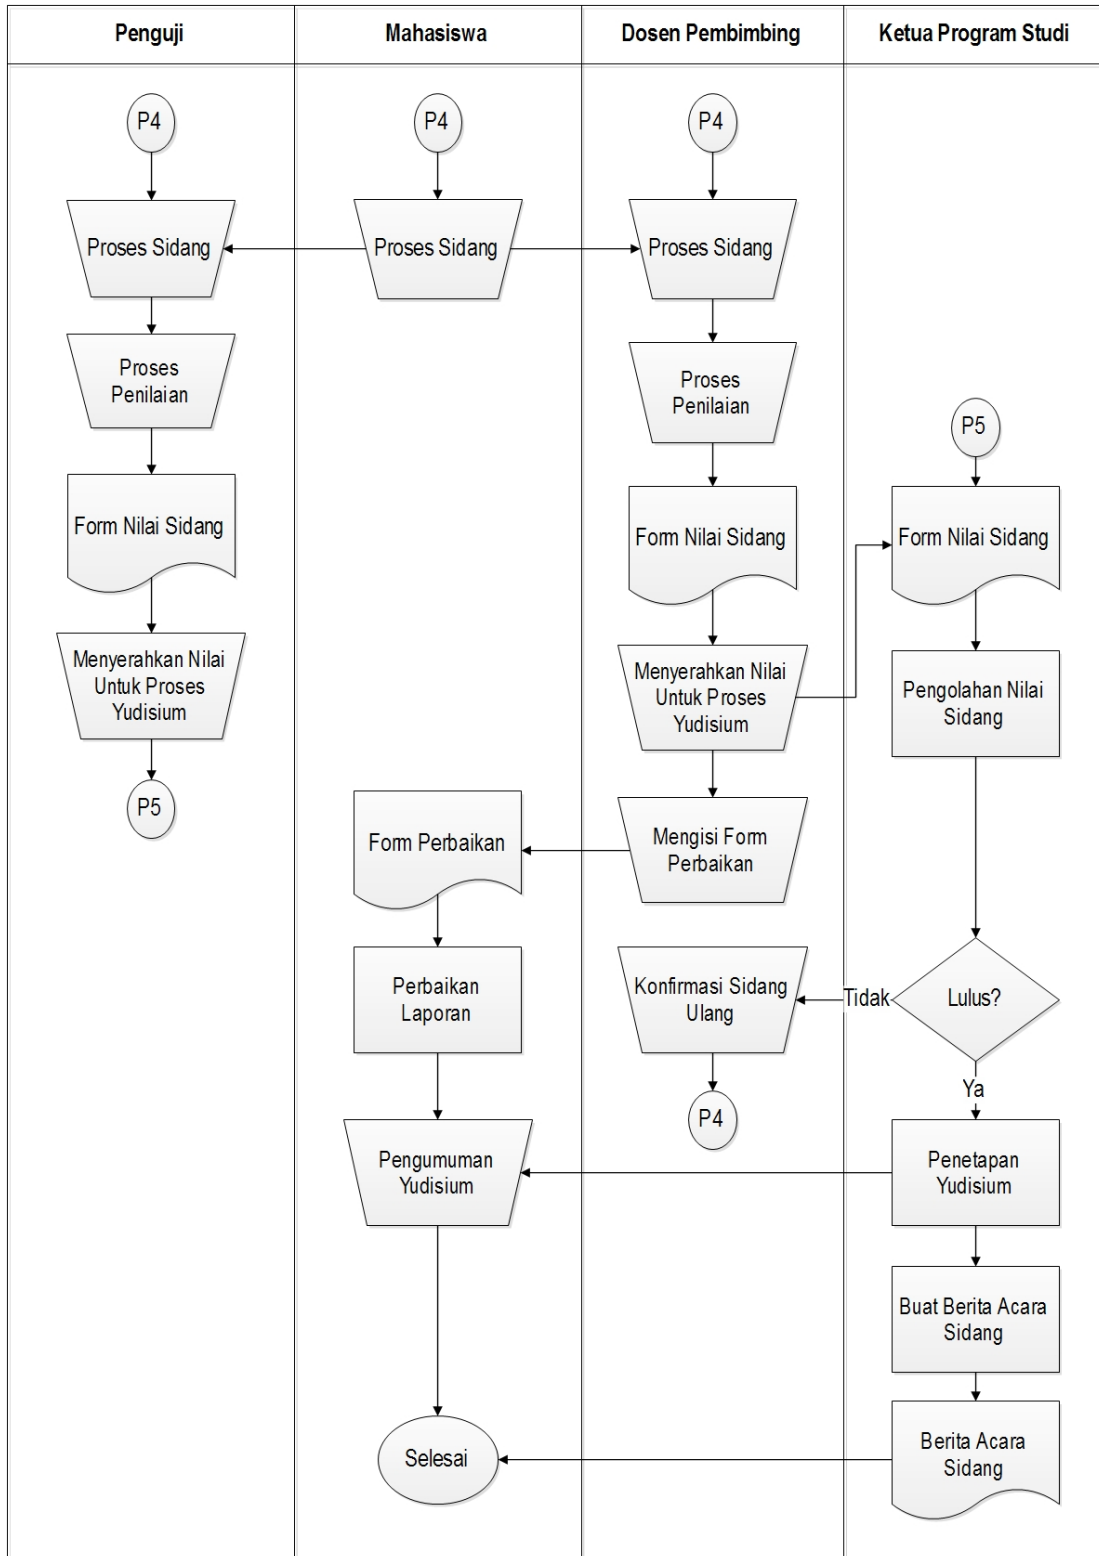 Penguji
Mahasiswa
Dosen Pembimbing
Ketua Program Studi
P4
P4
P4
Proses Sidang
Proses Sidang
Proses Sidang
Proses
Penilaian
Proses
Penilaian
P5
Form Nilai Sidang
Form Nilai Sidang
Form Nilai Sidang
Menyerahkan Nilai
Untuk Proses
Yudisium
Menyerahkan Nilai
Untuk Proses
Yudisium
Pengolahan Nilai
Sidang
P5
Form Perbaikan
Mengisi Form
Perbaikan
Perbaikan
Laporan
Konfirmasi Sidang
Ulang
Tidak
Lulus?
Ya
P4
Pengumuman
Yudisium
Penetapan
Yudisium
Buat Berita Acara
Sidang
Selesai
Berita Acara
Sidang